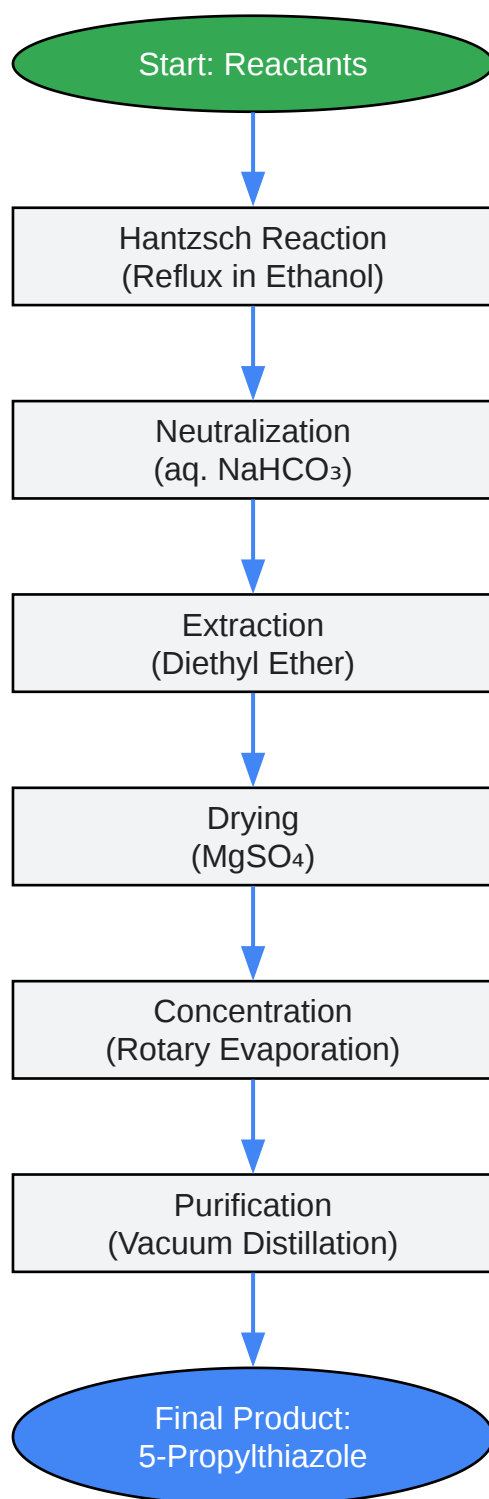 Start: Reactants
Hantzsch Reaction
(Reflux in Ethanol)
Neutralization
(aq. NaHCO₃)
Extraction
(Diethyl Ether)
Drying
(MgSO₄)
Concentration
(Rotary Evaporation)
Purification
(Vacuum Distillation)
Final Product:
5-Propylthiazole